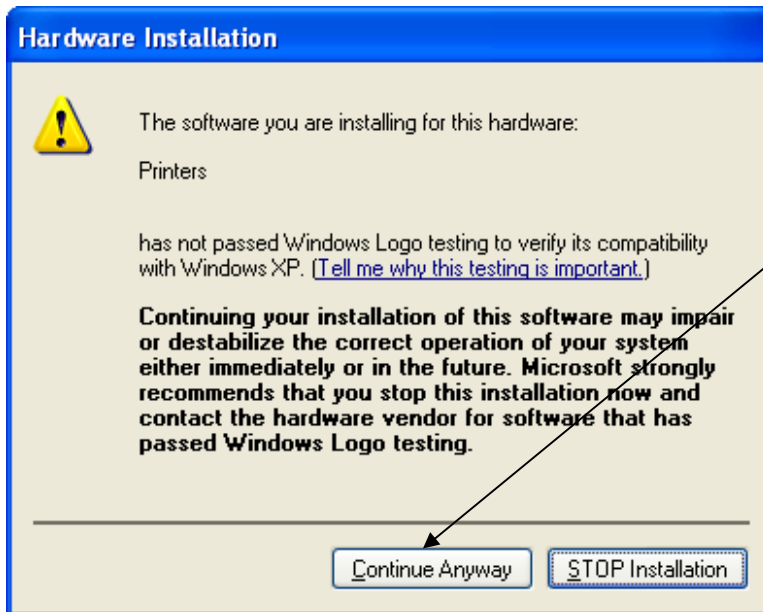 Hardware Installation
The software you are installing for this hardware:
Printers
has not passed Windows Logo testing to verify its compatibility
with Windows XP. (Tell me why this testing is important.)
Continuing your installation of this software may impair
or destabilize the correct operation of your system
either immediately or in the future. Microsoft strongly
recommends that you stop this installation now and
contact the hardware vendor for software that has
passed Windows Logo testing.
Continue Anyway
STOP Installation